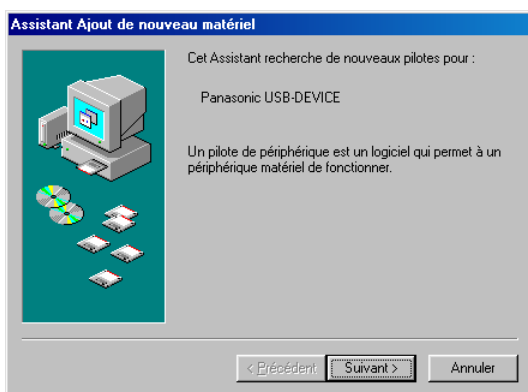 Assistant Ajout de nouveau matériel
Cet Assistant recherche de nouveaux pilotes pour :
Panasonic USB-DEVICE
Un pilote de périphérique est un logiciel qui permet à un
périphérique matériel de fonctionner.
< Précédent Suivant > Annuler